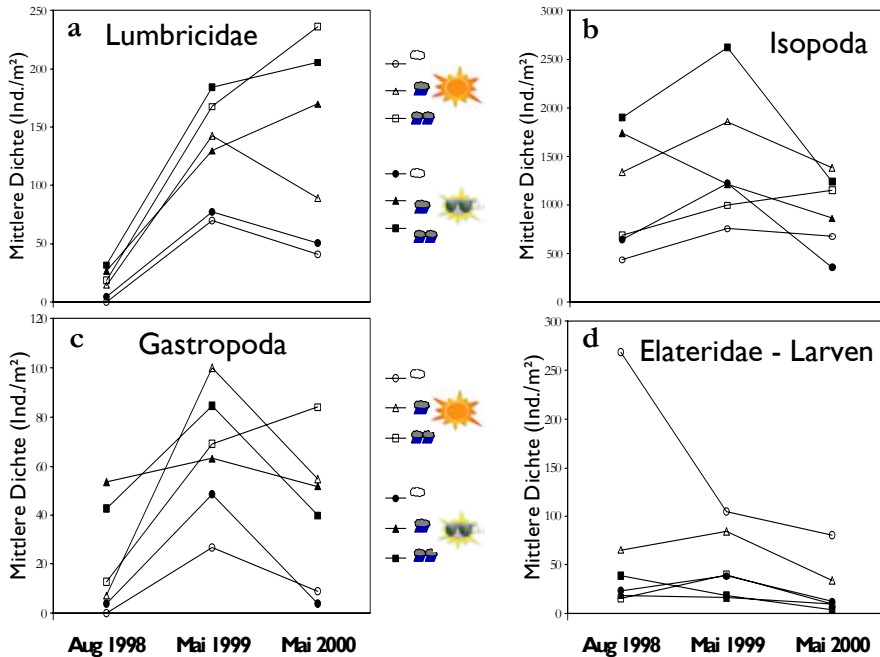 a Lumbricidae
Mittlere Dichte (Ind./m²)
250
200
150
100
50
0
b Isopoda
Mittlere Dichte (Ind./m²)
3000
2500
2000
1500
1000
500
0
c Gastropoda
Mittlere Dichte (Ind./m²)
120
100
80
60
40
20
0
Aug 1998 Mai 1999 Mai 2000
d Elateridae - Larven
Mittlere Dichte (Ind./m²)
300
250
200
150
100
50
0
Aug 1998 Mai 1999 Mai 2000